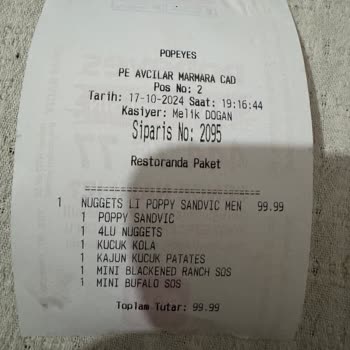 POPEYES
PE AVCILAR MARMARA CAD
Pos No: 2
Tarih: 17-10-2024 Saat: 19:16:44
Kasiyer: Melik DOGAN
Siparis No: 2095
Restoranda Paket
================================
1 NUGGETS LI POPPY SANDVIC MEN 99.99
1 POPPY SANDVIC
1 4LU NUGGETS
1 KUCUK KOLA
1 KAJUN KUCUK PATATES
1 MINI BLACKENED RANCH SOS
1 MINI BUFALO SOS
Toplam Tutar: 99.99